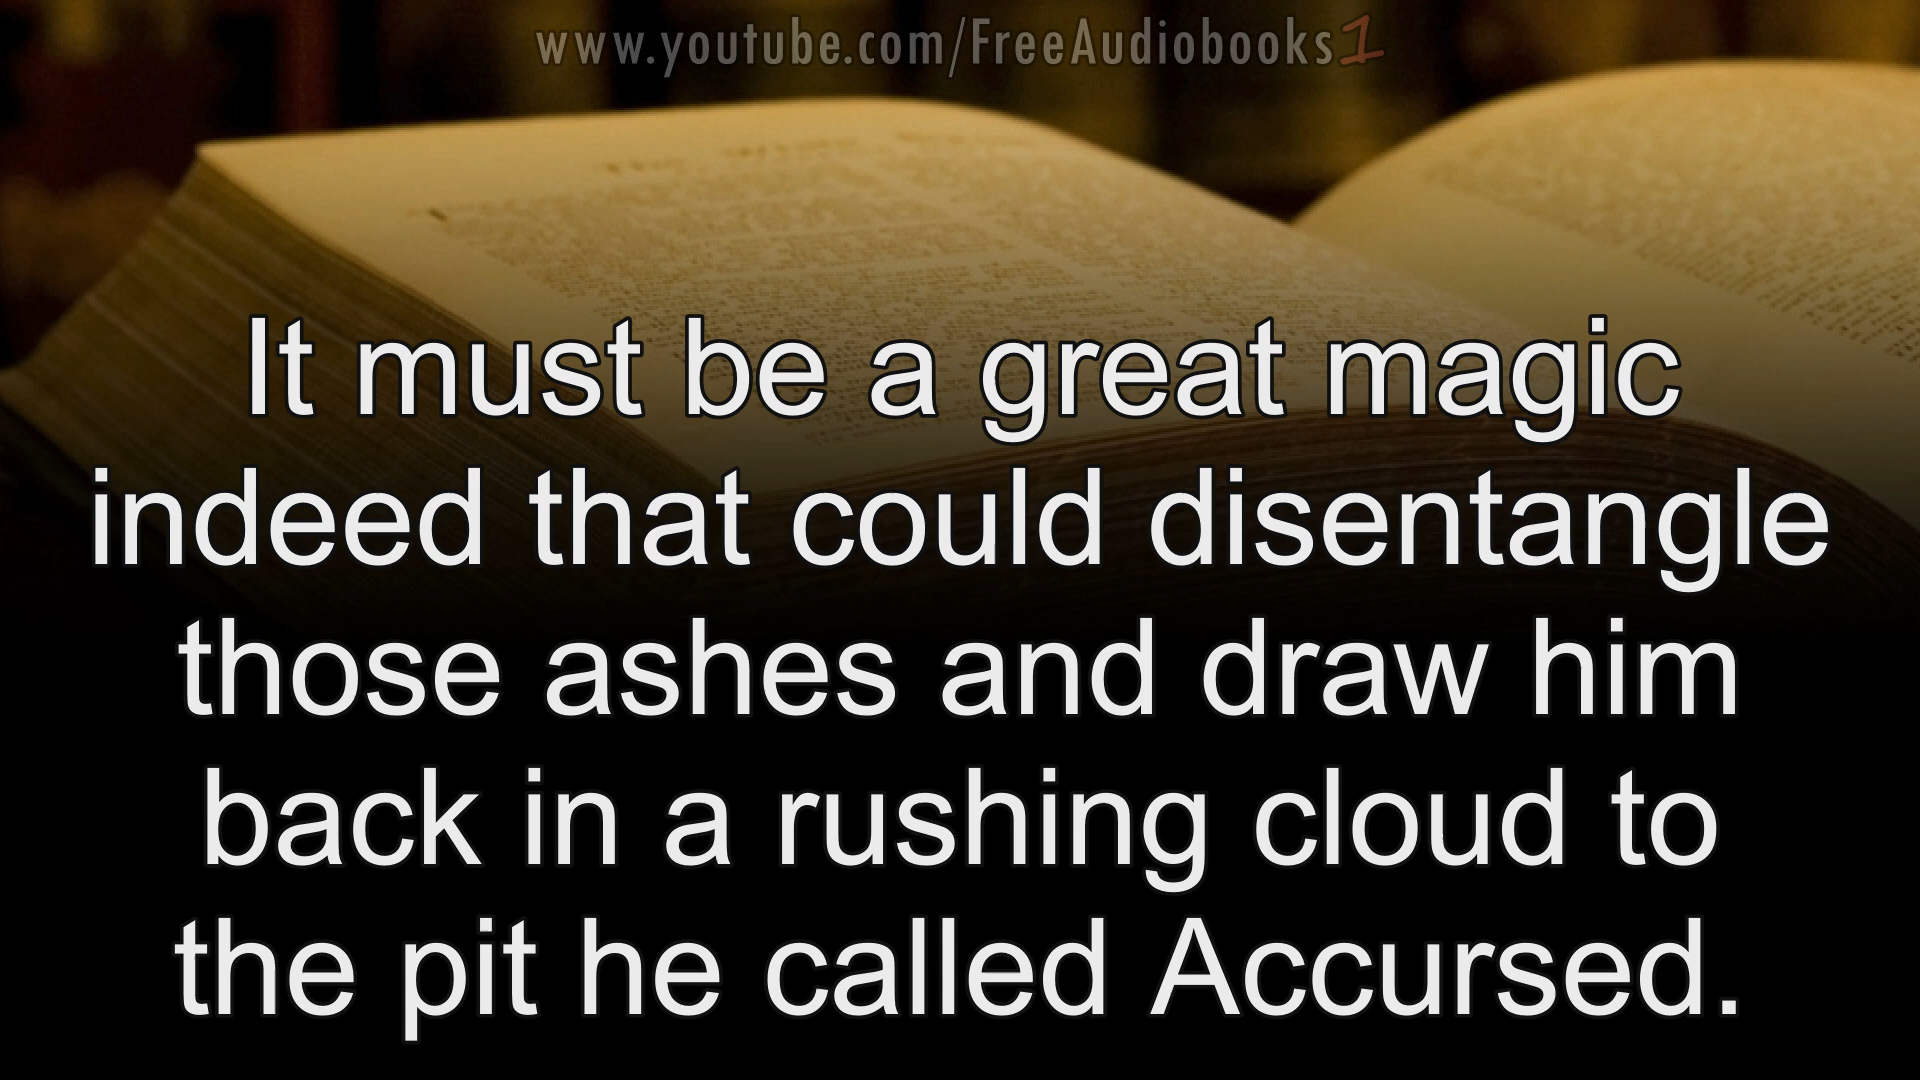 www.youtube.com/FreeAudiobooks1
It must be a great magic
indeed that could disentangle
those ashes and draw him
back in a rushing cloud to
the pit he called Accursed.